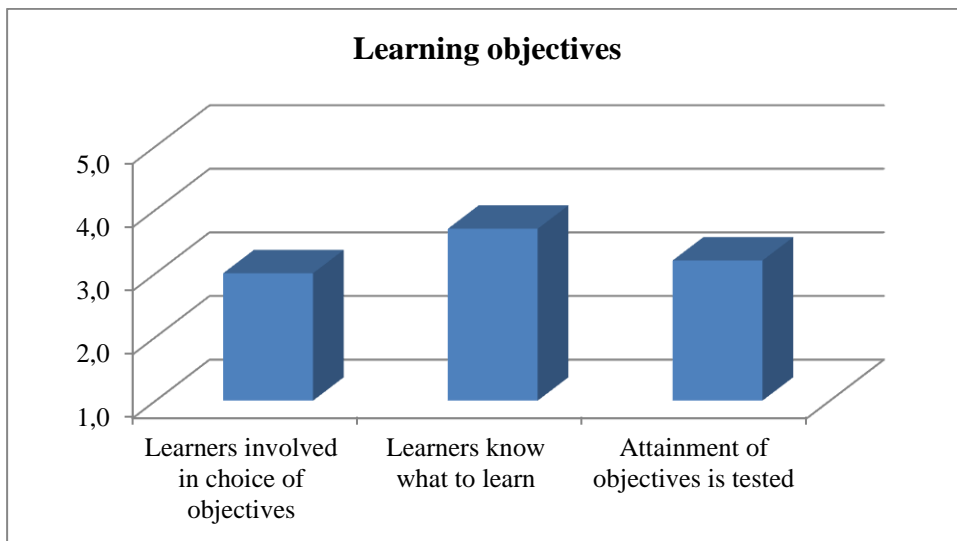 Learning objectives
5,0
4,0
3,0
2,0
1,0
Learners involved
in choice of
objectives
Learners know
what to learn
Attainment of
objectives is tested